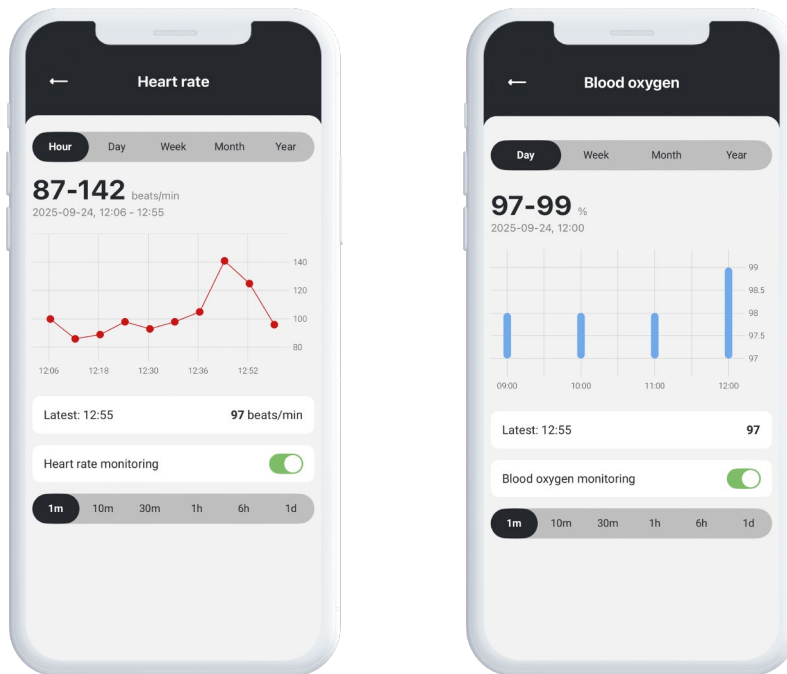 Heart rate
Hour Day Week Month Year
87-142 beats/min
2025-09-24, 12:06 - 12:55
140
120
100
80
12:06 12:18 12:30 12:36 12:52
Latest: 12:55 97 beats/min
Heart rate monitoring
1m 10m 30m 1h 6h 1d
Blood oxygen
Day Week Month Year
97-99 %
2025-09-24, 12:00
99
98.5
98
97.5
97
09:00 10:00 11:00 12:00
Latest: 12:55 97
Blood oxygen monitoring
1m 10m 30m 1h 6h 1d